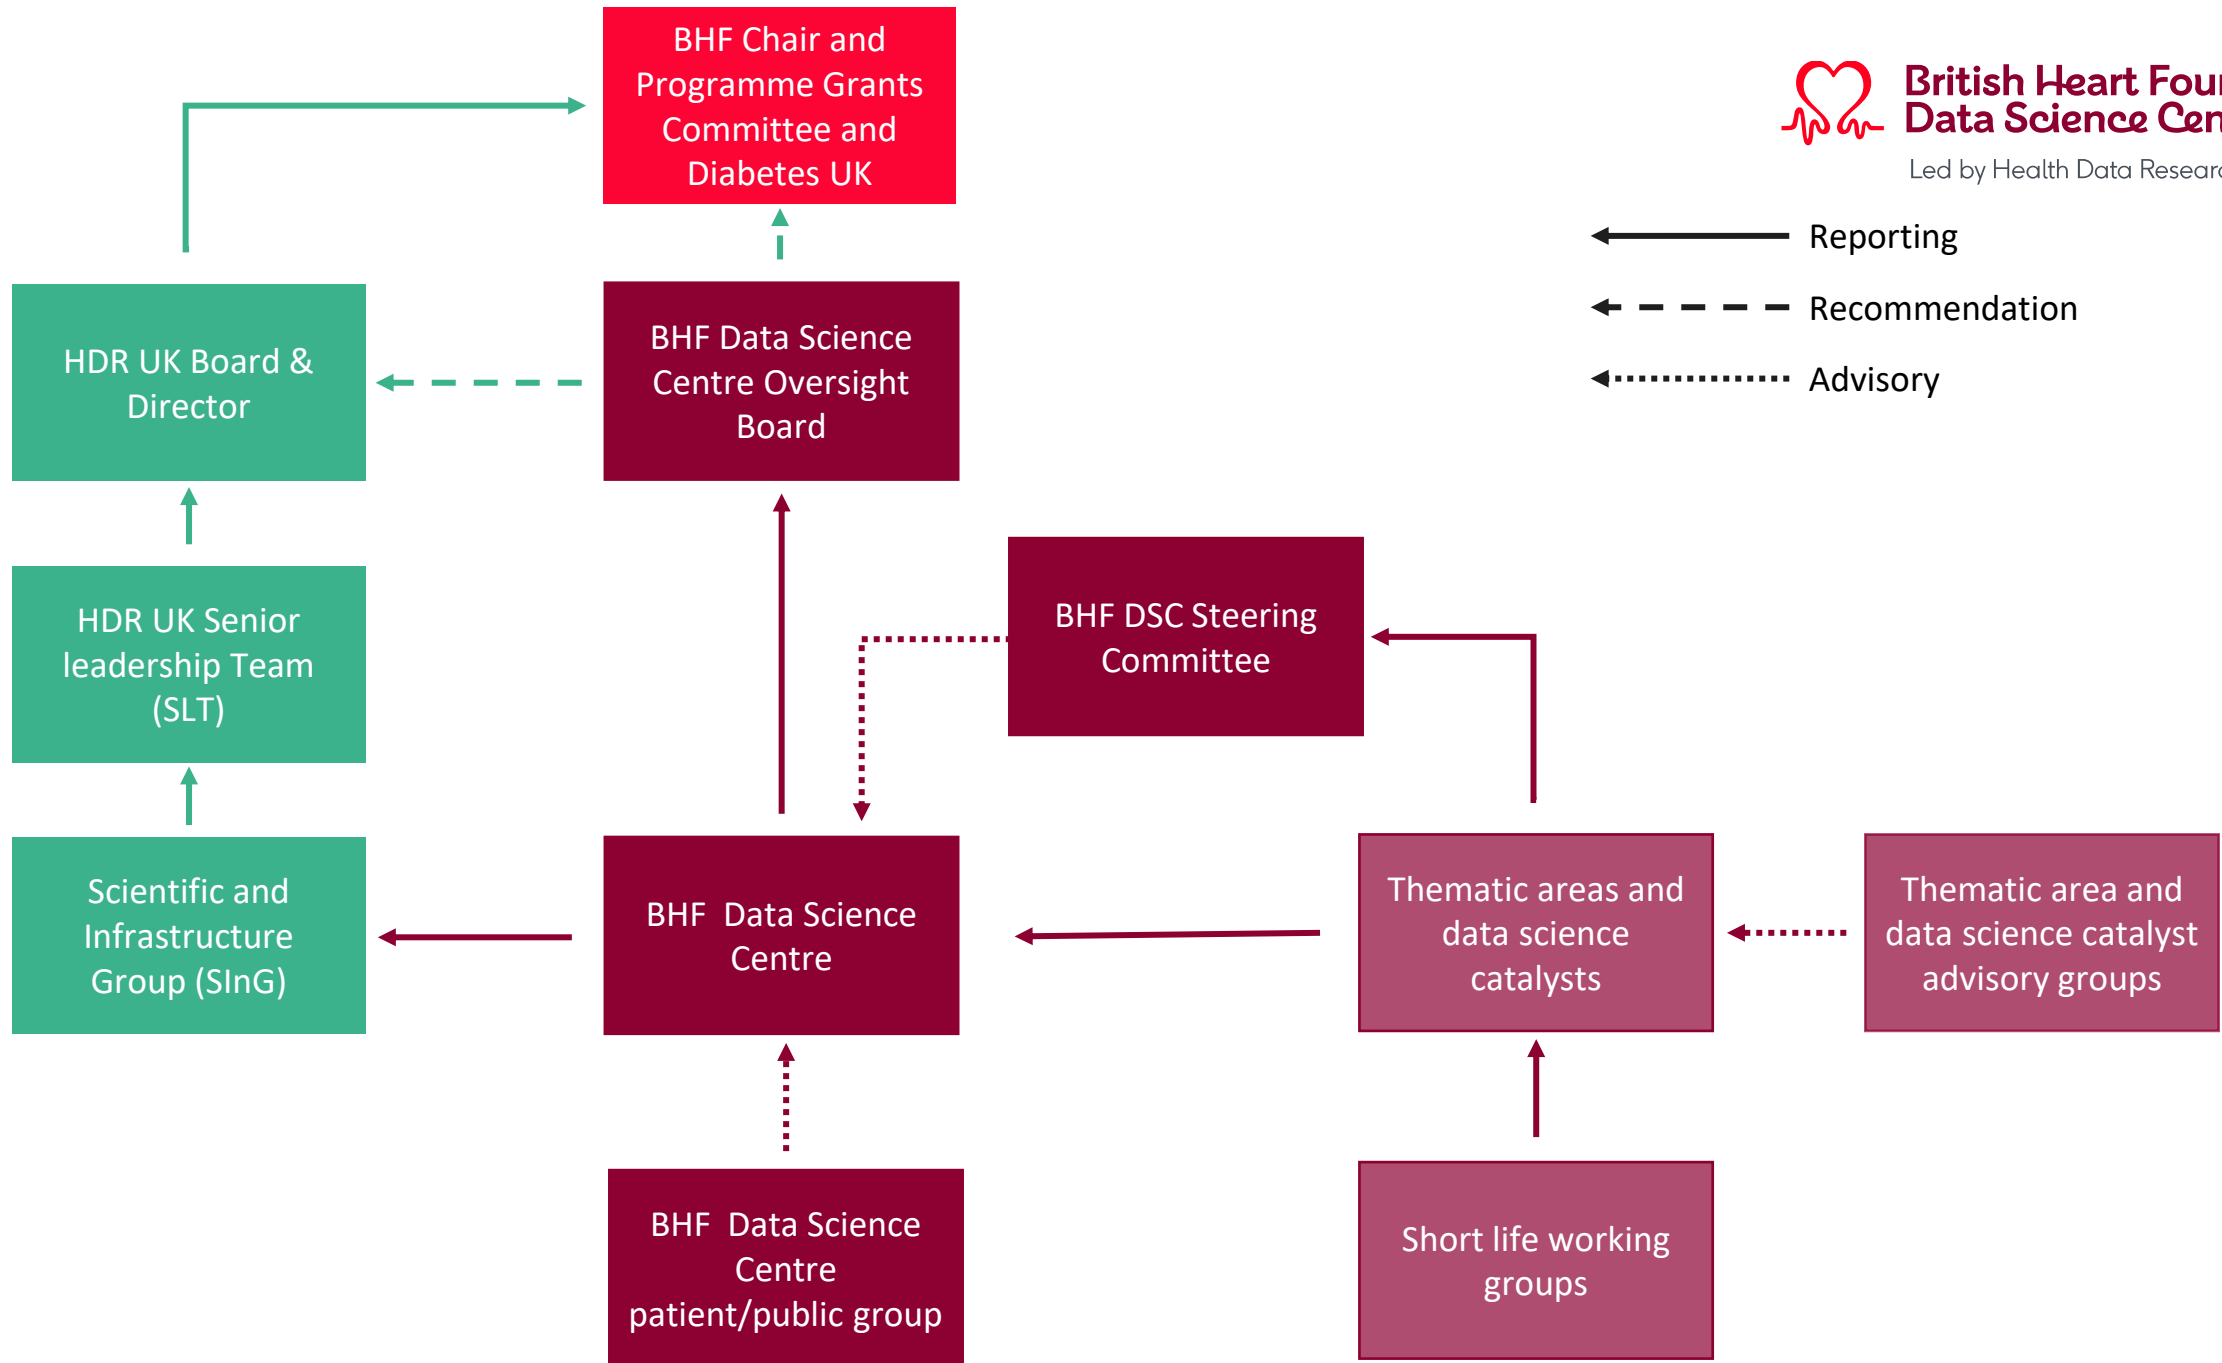 BHF Chair and
Programme Grants
Committee and
Diabetes UK
British Heart
Data Science
Led by Health Data
Reporting
Recommendation
Advisory
HDR UK Board &
Director
BHF Data Science
Centre Oversight
Board
HDR UK Senior
leadership Team
(SLT)
BHF DSC Steering
Committee
Scientific and
Infrastructure
Group (SInG)
BHF  Data Science
Centre
Thematic areas and
data science
catalysts
Thematic area and
data science catalyst
advisory groups
BHF  Data Science
Centre
patient/public group
Short life working
groups